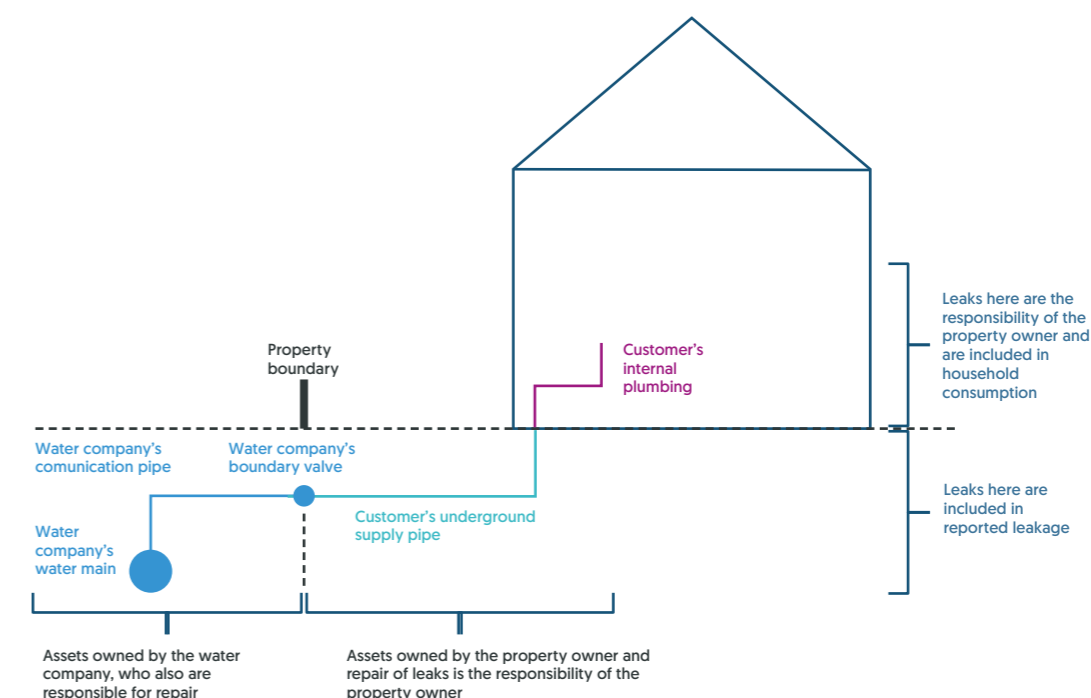 Leaks here are the
responsibility of the
property owner and
are included in
household
consumption
Property
boundary
Customer's
internal
plumbing
Water company's
comunication pipe
Water company's
boundary valve
Customer's underground
supply pipe
Water
company's
water main
Leaks here are
included in
reported leakage
Assets owned by the water
company, who also are
responsible for repair
Assets owned by the property owner and
repair of leaks is the responsibility of the
property owner